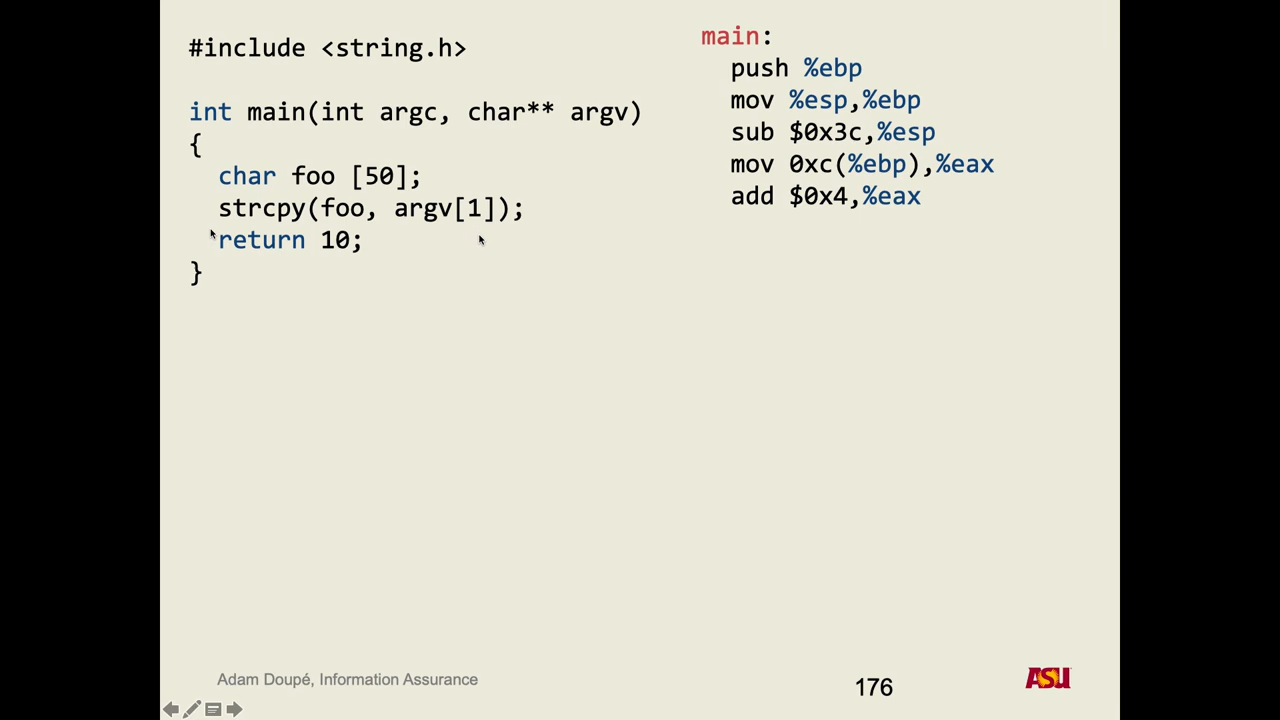 #include <string.h>
int main(int argc, char** argv)
{
char foo [50];
strcpy(foo, argv[1]);
return 10;
}
main:
push %ebp
mov %esp,%ebp
sub $0x3c,%esp
mov 0xc(%ebp),%eax
add $0x4,%eax
Adam Doupé, Information Assurance
176
ASU